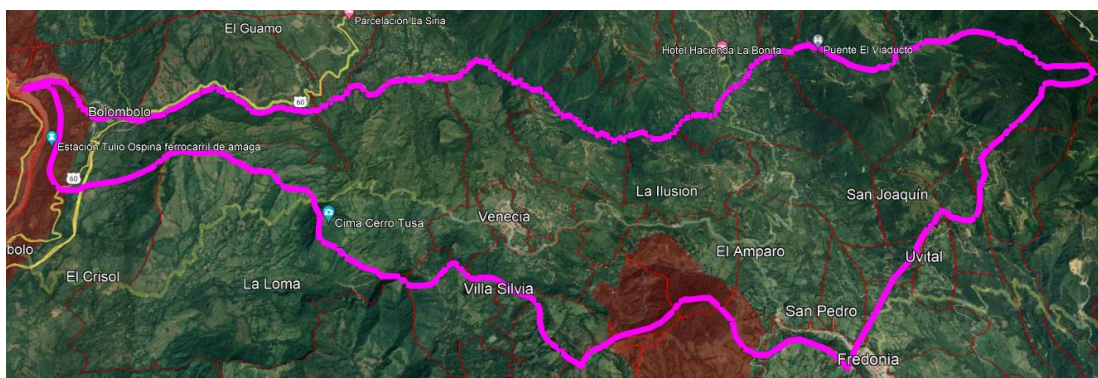 Parcelación La Siria
El Guamo
Hotel Hacienda La Bonita
Puente El Viaducto
60
Bolombolo
Estación Tulio Ospina ferrocarril de amaga
60
La Ilusion
San Joaquín
Venecia
Cima Cerro Tusa
bolo
El Amparo
Uvital
El Crisol
La Loma
Villa Silvia
San Pedro
Fredonia